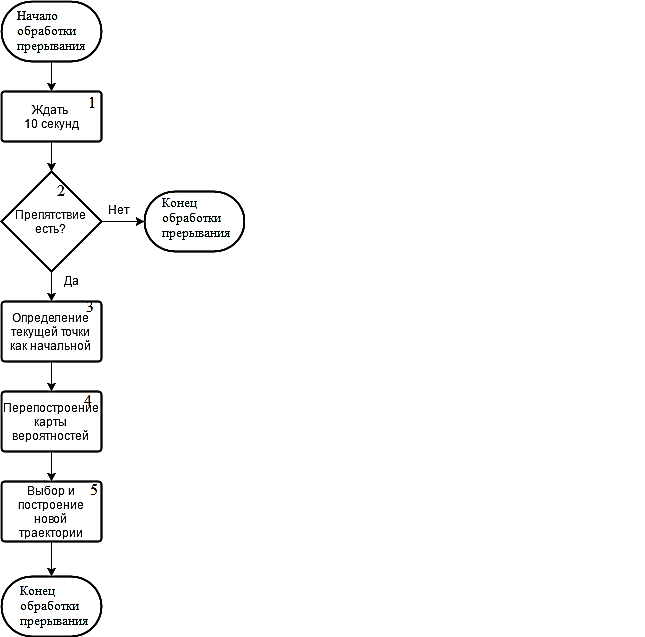 Начало
обработки
прерывания
1
Ждать
10 секунд
2
Препятствие
есть?
Нет
Конец
обработки
прерывания
Да
3
Определение
текущей точки
как начальной
4
Перепостроение
карты
вероятностей
5
Выбор и
построение
новой
траектории
Конец
обработки
прерывания